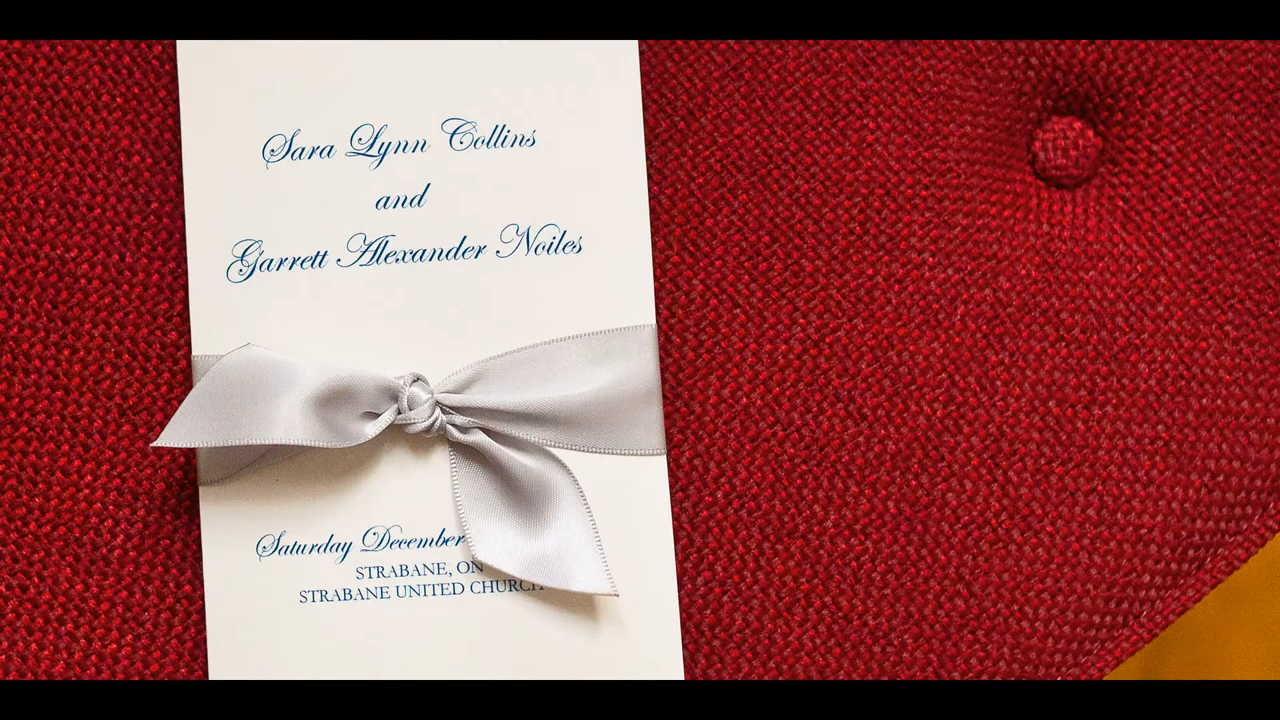 Sara Lynn Collins
and
Garrett Alexander Noiles
Saturday December
STRABANE, ON
STRABANE UNITED CHURCH